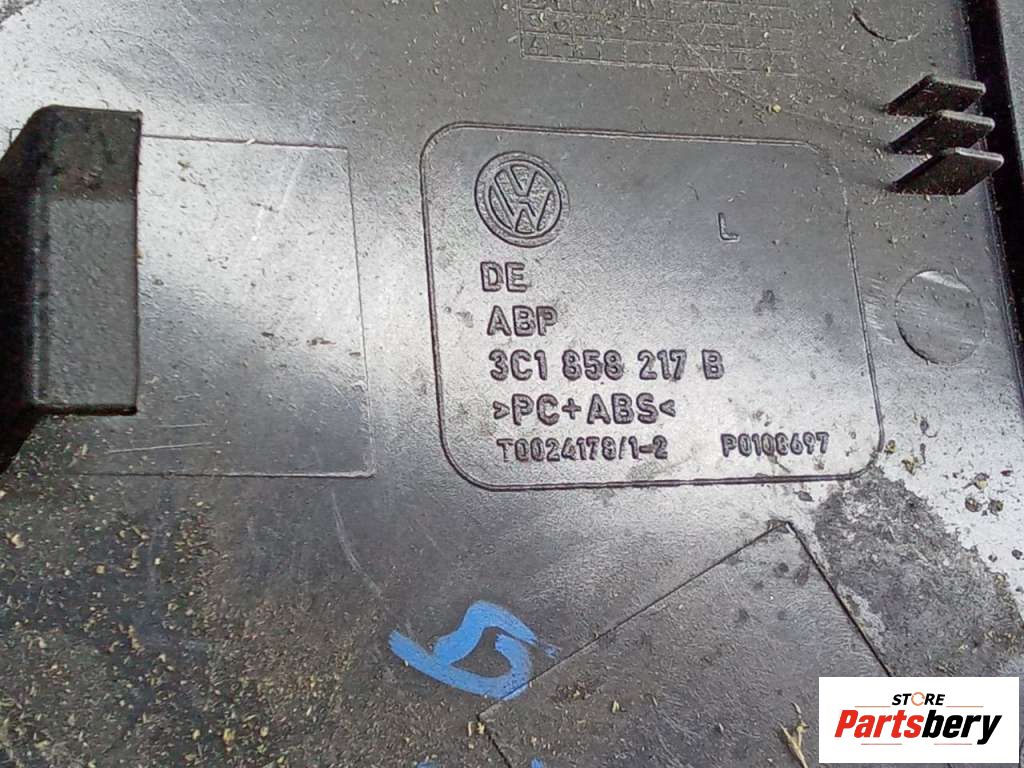 L
DE
ABP
3C1 858 217 B
>PC+ABS<
T0024178/1-2 P0108697
STORE
Partsbery